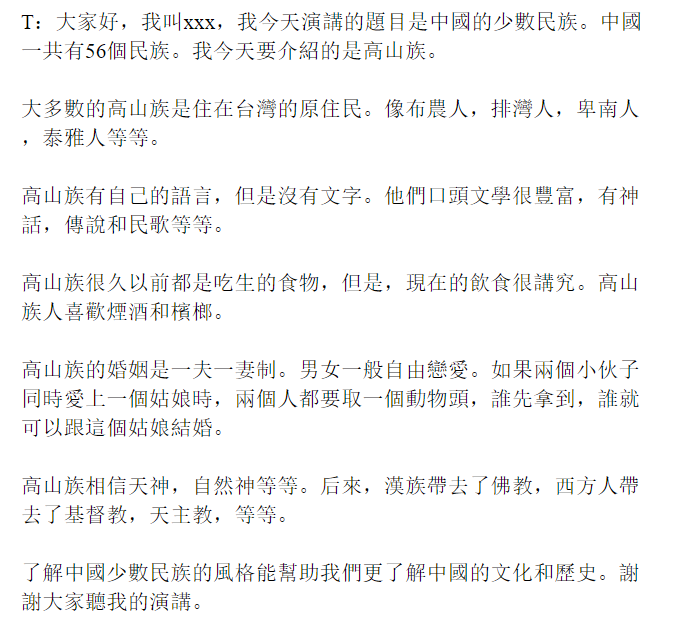 T：大家好，我叫xxx，我今天演講的題目是中國的少數民族。中國
一共有56個民族。我今天要介紹的是高山族。
大多數的高山族是住在台灣的原住民。像布農人，排灣人，卑南人
，泰雅人等等。
高山族有自己的語言，但是沒有文字。他們口頭文學很豐富，有神
話，傳說和民歌等等。
高山族很久以前都是吃生的食物，但是，現在的飲食很講究。高山
族人喜歡煙酒和檳榔。
高山族的婚姻是一夫一妻制。男女一般自由戀愛。如果兩個小伙子
同時愛上一個姑娘時，兩個人都要取一個動物頭，誰先拿到，誰就
可以跟這個姑娘結婚。
高山族相信天神，自然神等等。后來，漢族帶去了佛教，西方人帶
去了基督教，天主教，等等。
了解中國少數民族的風格能幫助我們更了解中國的文化和歷史。謝
謝大家聽我的演講。